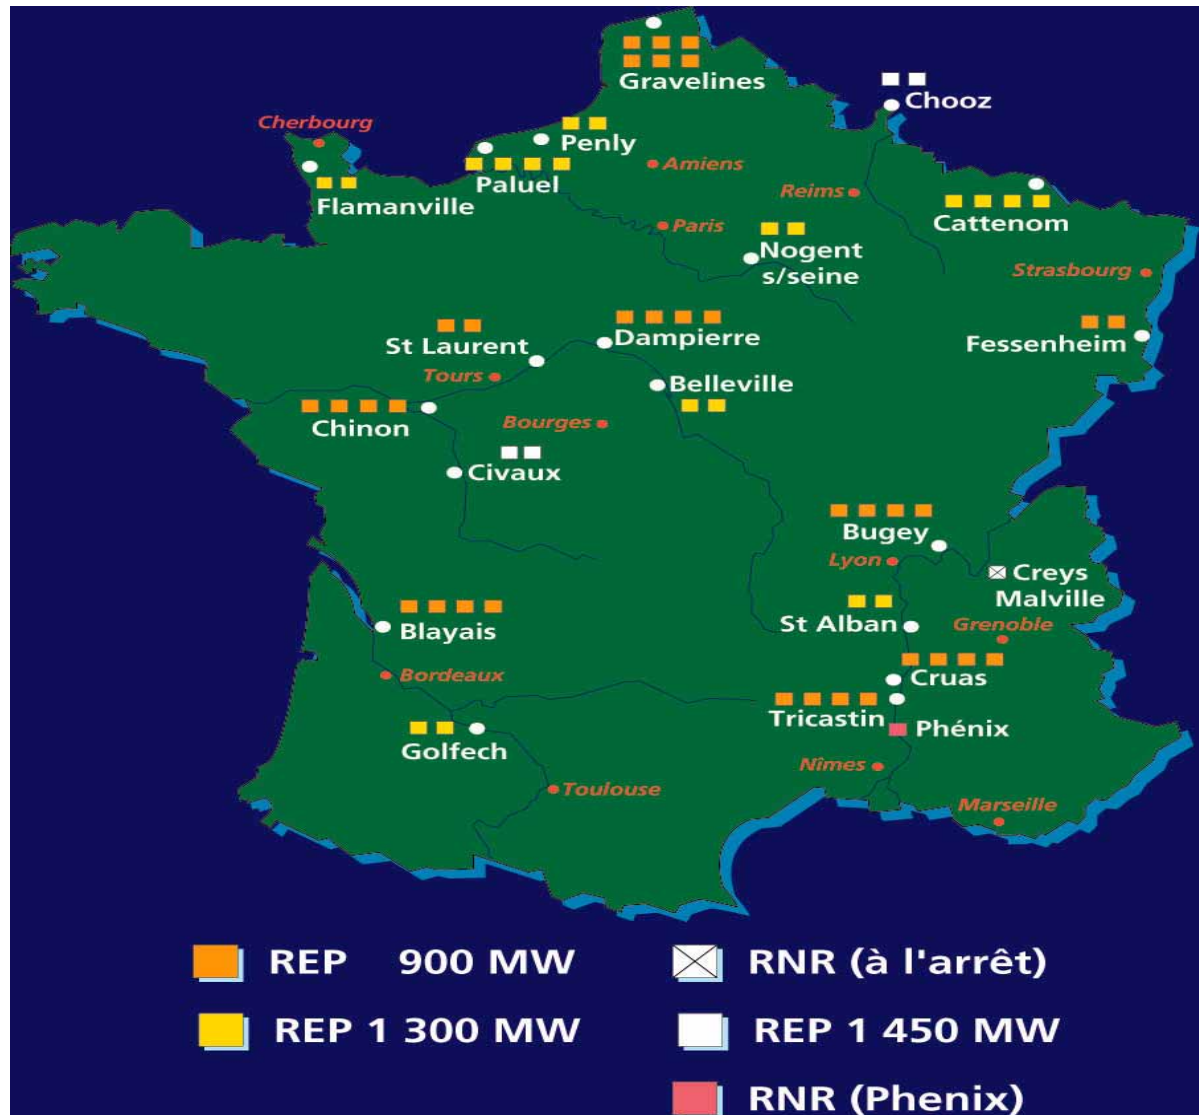 Gravelines
Chooz
Cherbourg
Penly
Amiens
Paluel
Reims
Flamanville
Cattenom
Paris
Nogent
s/seine
Strasbourg
Dampierre
St Laurent
Fessenheim
Tours
Belleville
Chinon
Bourges
Civaux
Bugey
Lyon
Creys
Malville
St Alban
Grenoble
Blayais
Bordeaux
Cruas
Tricastin
Phénix
Golfech
Nîmes
Toulouse
Marseille
REP 900 MW
RNR (à l'arrêt)
REP 1 300 MW
REP 1 450 MW
RNR (Phenix)